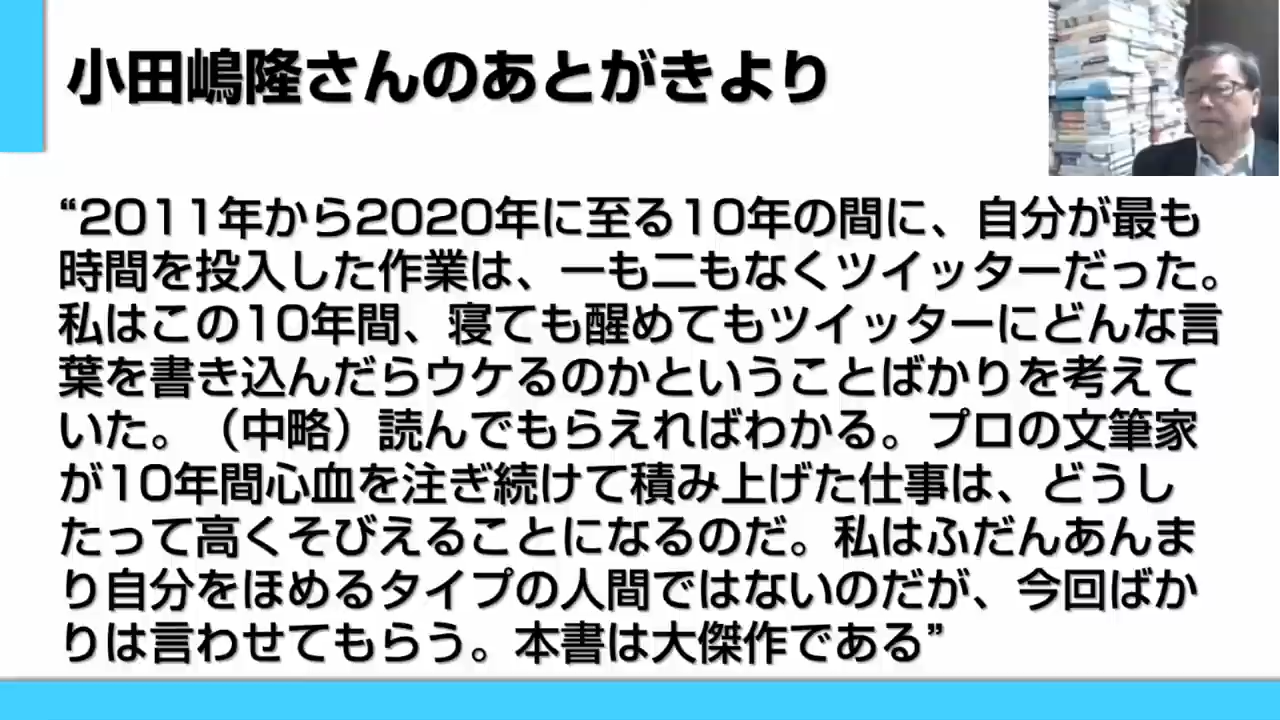 小田嶋隆さんのあとがきより
“2011年から2020年に至る10年の間に、自分が最も
時間を投入した作業は、一も二もなくツイッターだった。
私はこの10年間、寝ても醒めてもツイッターにどんな言
葉を書き込んだらウケるのかということばかりを考えて
いた。（中略）読んでもらえればわかる。プロの文筆家
が10年間心血を注ぎ続けて積み上げた仕事は、どうし
たって高くそびえることになるのだ。私はふだんあんま
り自分をほめるタイプの人間ではないのだが、今回ばか
りは言わせてもらう。本書は大傑作である”